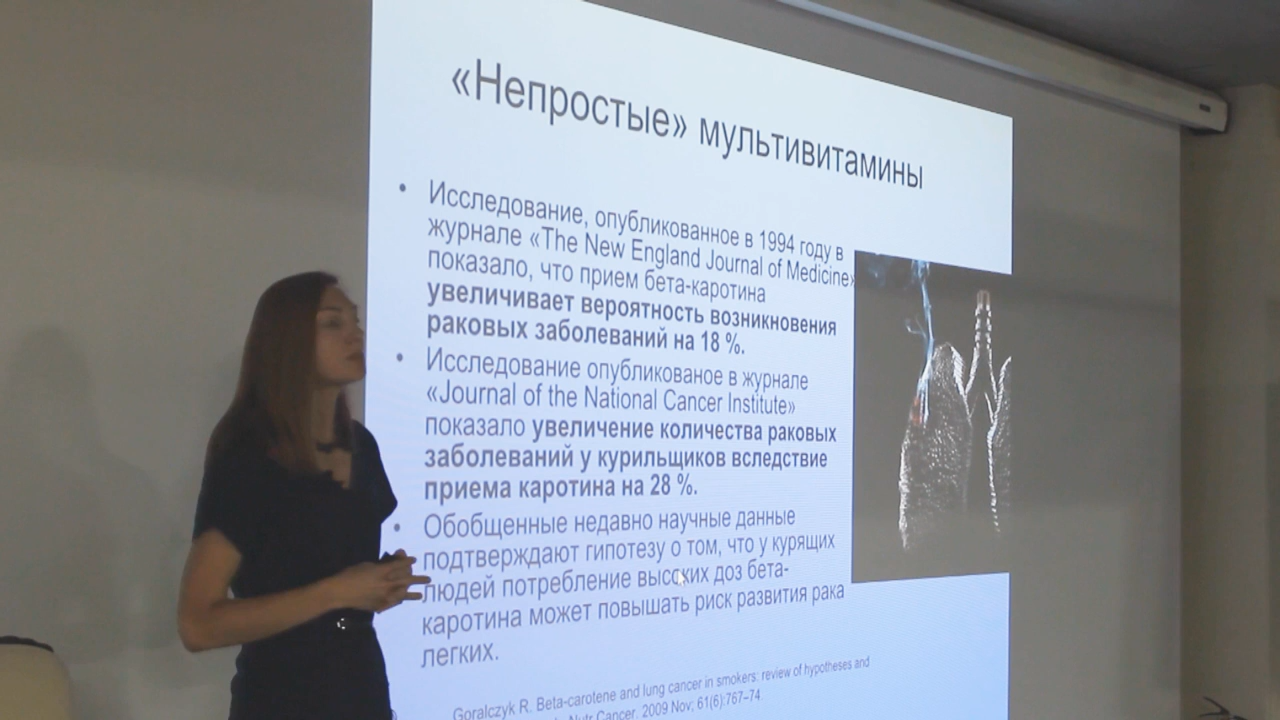 «Непростые» мультивитамины
• Исследование, опубликованное в 1994 году в
журнале «The New England Journal of Medicine»
показало, что прием бета-каротина
увеличивает вероятность возникновения
раковых заболеваний на 18 %.
• Исследование опубликованое в журнале
«Journal of the National Cancer Institute»
показало увеличение количества раковых
заболеваний у курильщиков вследствие
приема каротина на 28 %.
• Обобщенные недавно научные данные
подтверждают гипотезу о том, что у курящих
людей потребление высоких доз бета-
каротина может повышать риск развития рака
легких.
Goralczyk R. Beta-carotene and lung cancer in smokers: review of hypotheses and
Nutr Cancer. 2009 Nov; 61(6):767–74